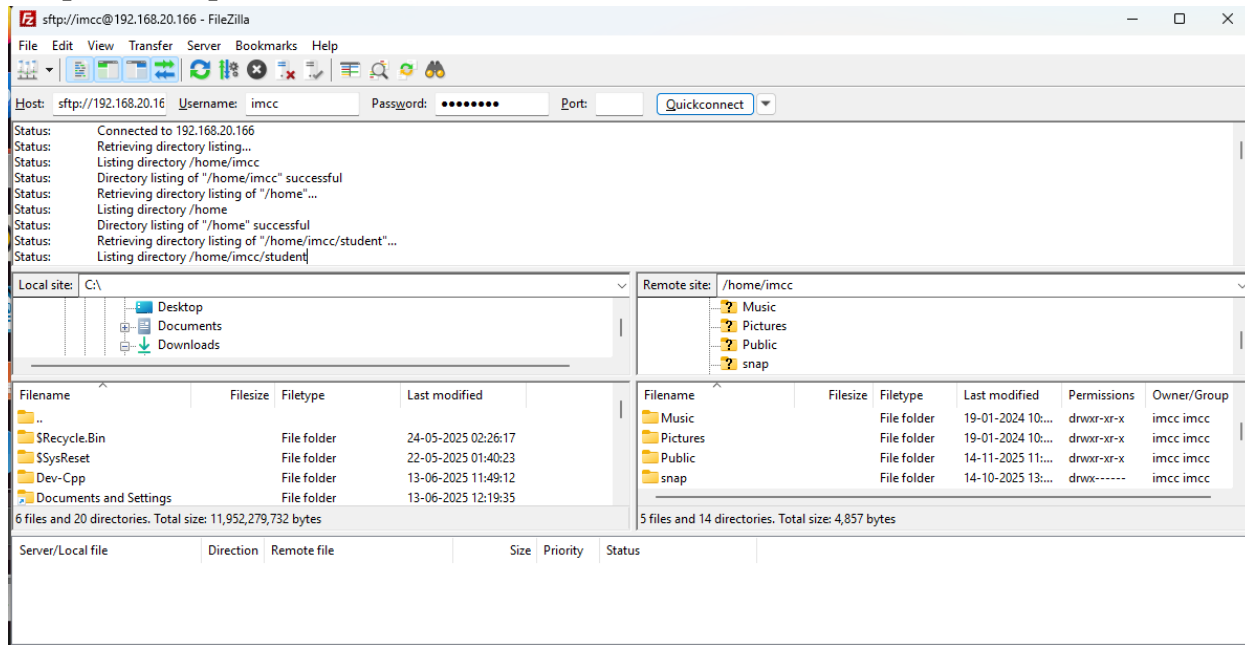 sftp://imcc@192.168.20.166 - FileZilla
File Edit View Transfer Server Bookmarks Help
Host: sftp://192.168.20.16 Username: imcc Password: ●●●●●●●● Port: Quickconnect
Status: Connected to 192.168.20.166
Status: Retrieving directory listing...
Status: Listing directory /home/imcc
Status: Directory listing of "/home/imcc" successful
Status: Retrieving directory listing of "/home"...
Status: Listing directory /home
Status: Directory listing of "/home" successful
Status: Retrieving directory listing of "/home/imcc/student"...
Status: Listing directory /home/imcc/student
Local site: C:\
Desktop
Documents
Downloads
Remote site: /home/imcc
Music
Pictures
Public
snap
Filename Filesize Filetype Last modified
..
$Recycle.Bin File folder 24-05-2025 02:26:17
$SysReset File folder 22-05-2025 01:40:23
Dev-Cpp File folder 13-06-2025 11:49:12
Documents and Settings File folder 13-06-2025 12:19:35
6 files and 20 directories. Total size: 11,952,279,732 bytes
Filename Filesize Filetype Last modified Permissions Owner/Group
Music File folder 19-01-2024 10:... drwxr-xr-x imcc imcc
Pictures File folder 19-01-2024 10:... drwxr-xr-x imcc imcc
Public File folder 14-11-2025 11:... drwxr-xr-x imcc imcc
snap File folder 14-10-2025 13:... drwx------ imcc imcc
5 files and 14 directories. Total size: 4,857 bytes
Server/Local file Direction Remote file Size Priority Status